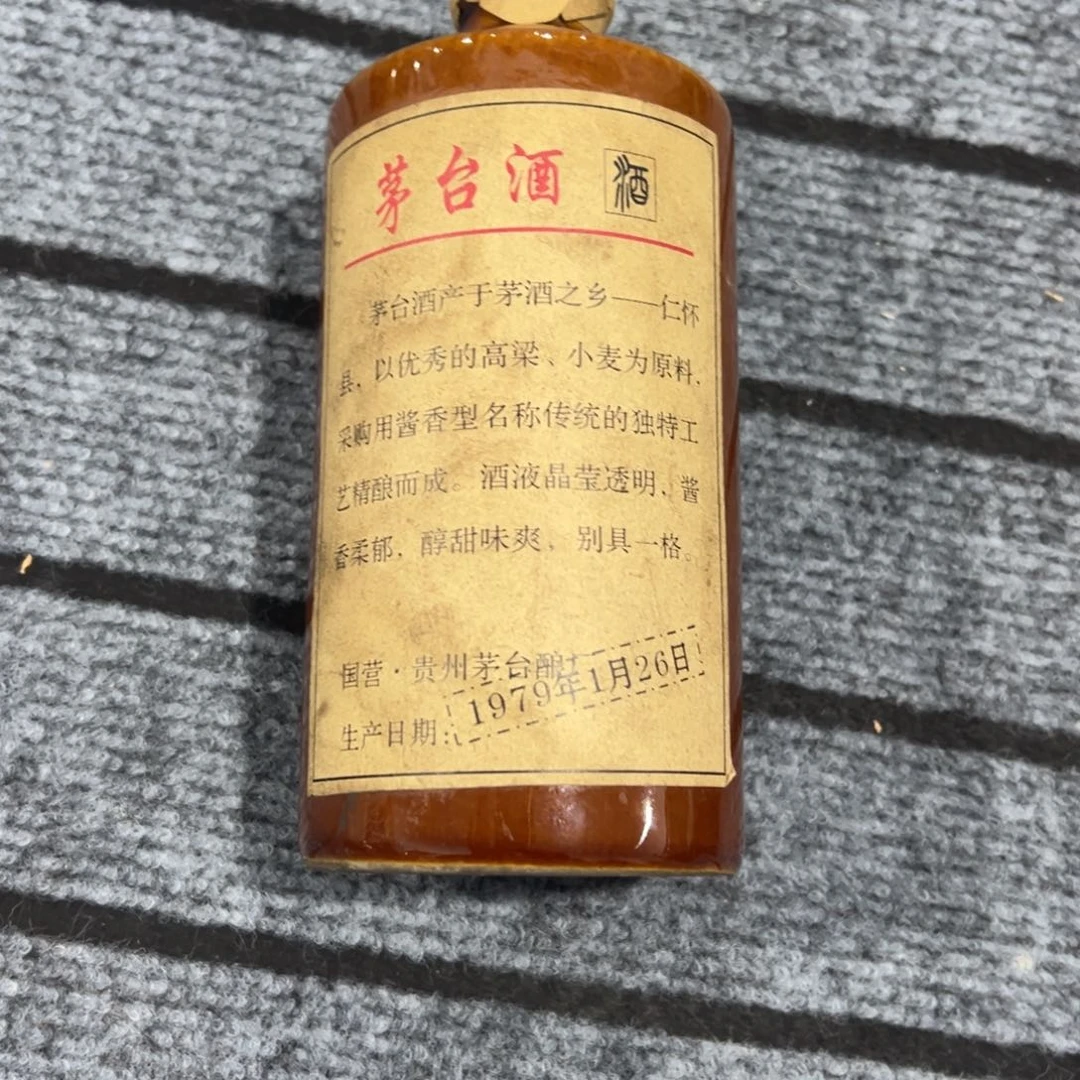 茅台酒 酒
茅台酒产于茅酒之乡——仁怀
县，以优秀的高梁、小麦为原料，
采购用酱香型名称传统的独特工
艺精酿而成。酒液晶莹透明，酱
香柔郁，醇甜味爽，别具一格。
国营·贵州茅台酿
生产日期：1979年1月26日